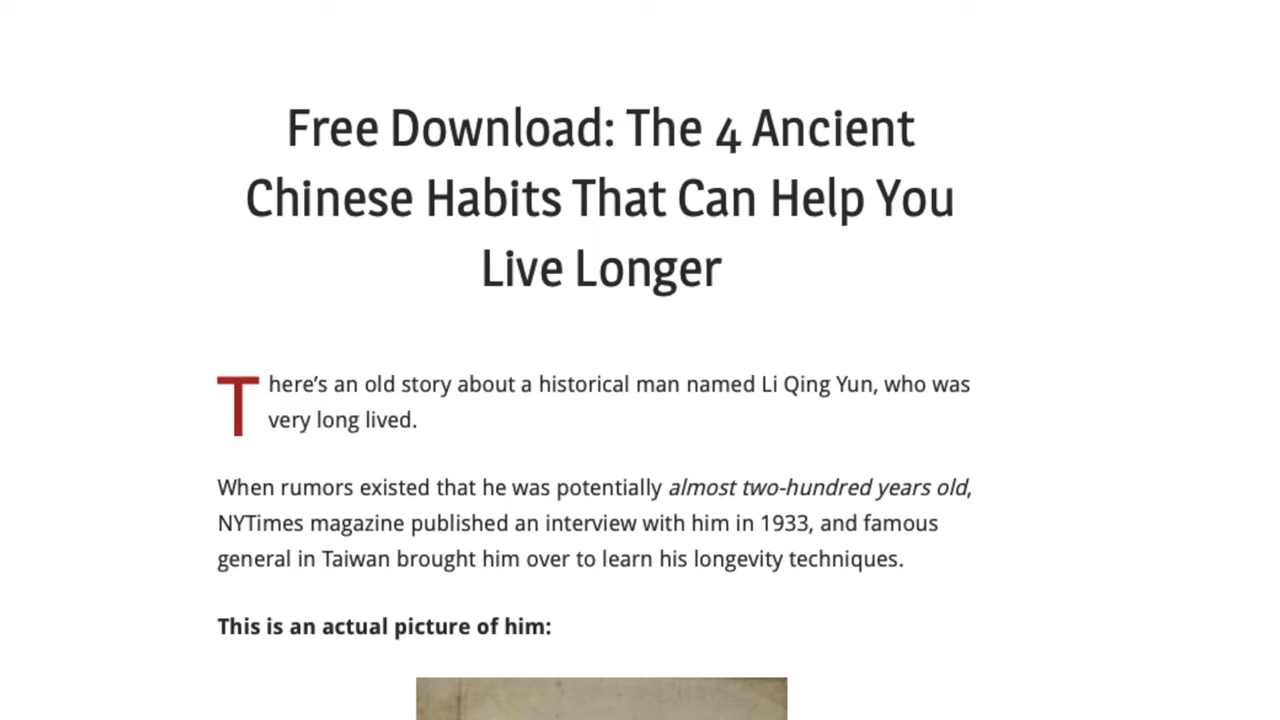 Free Download: The 4 Ancient
Chinese Habits That Can Help You
Live Longer
There’s an old story about a historical man named Li Qing Yun, who was
very long lived.
When rumors existed that he was potentially almost two-hundred years old,
NYTimes magazine published an interview with him in 1933, and famous
general in Taiwan brought him over to learn his longevity techniques.
This is an actual picture of him: